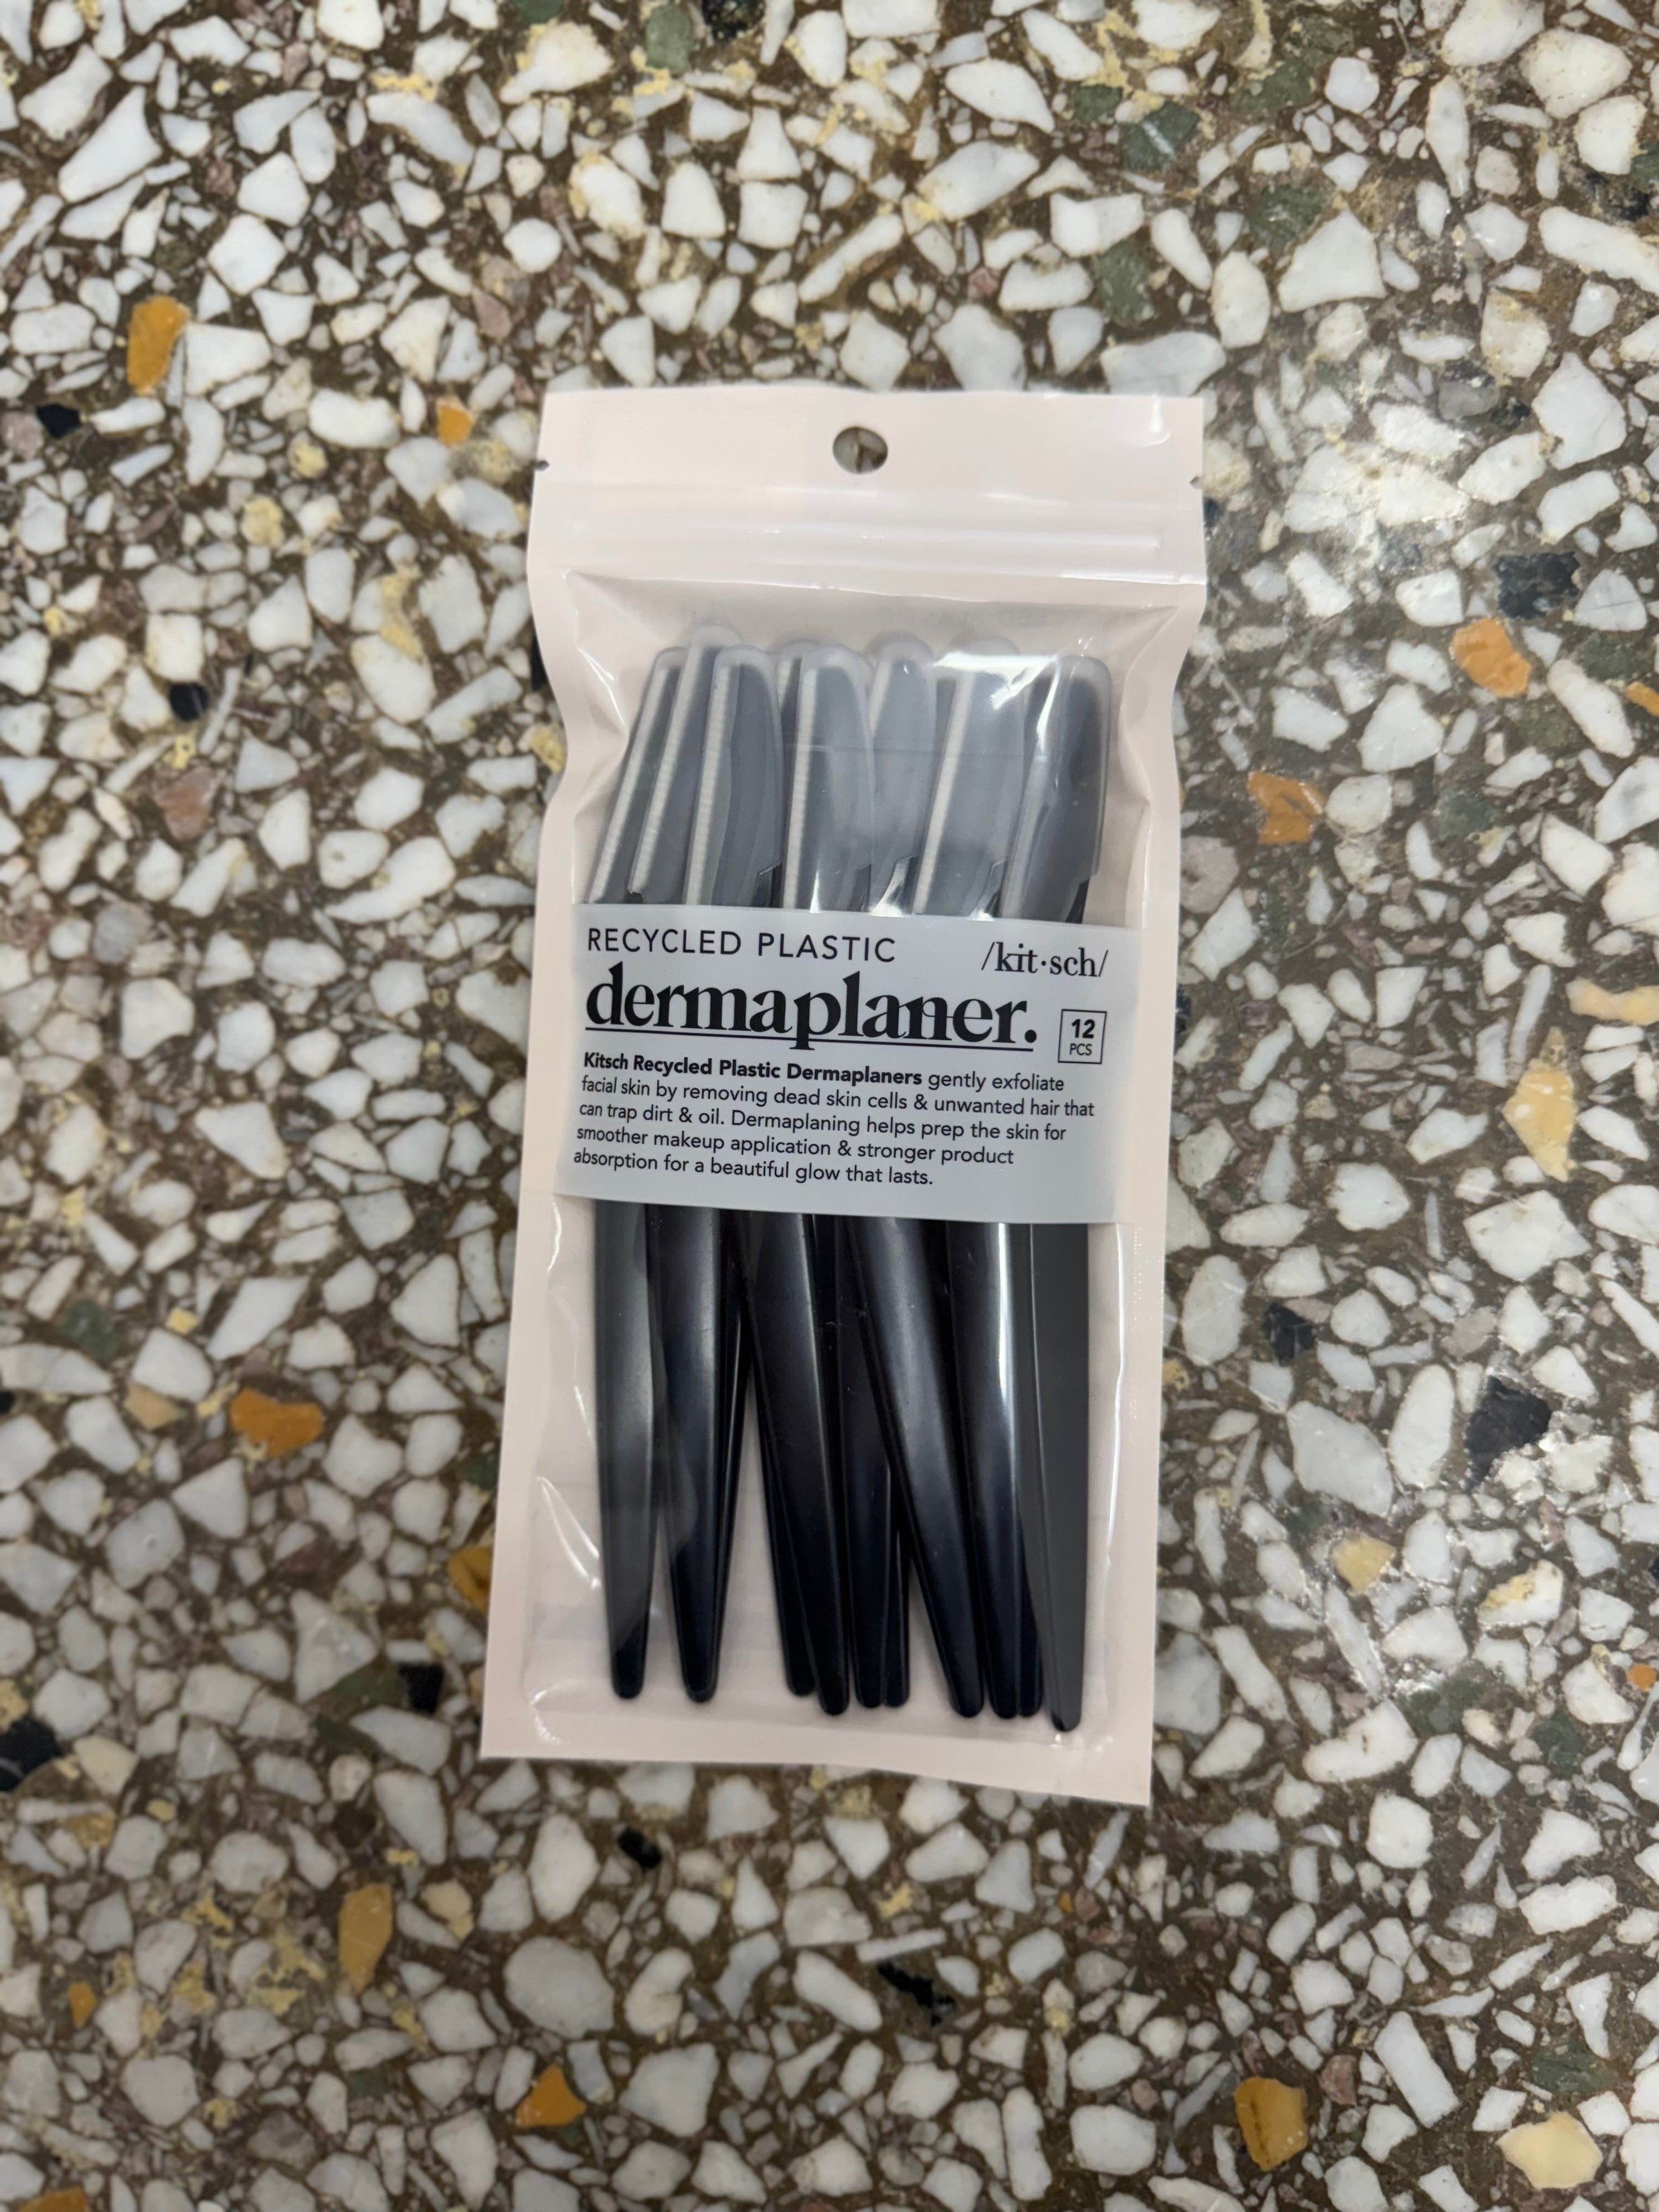 RECYCLED PLASTIC
/kit·sch/
dermaplaner.
12
PCS
Kitsch Recycled Plastic Dermaplaners gently exfoliate
facial skin by removing dead skin cells & unwanted hair that
can trap dirt & oil. Dermaplaning helps prep the skin for
smoother makeup application & stronger product
absorption for a beautiful glow that lasts.